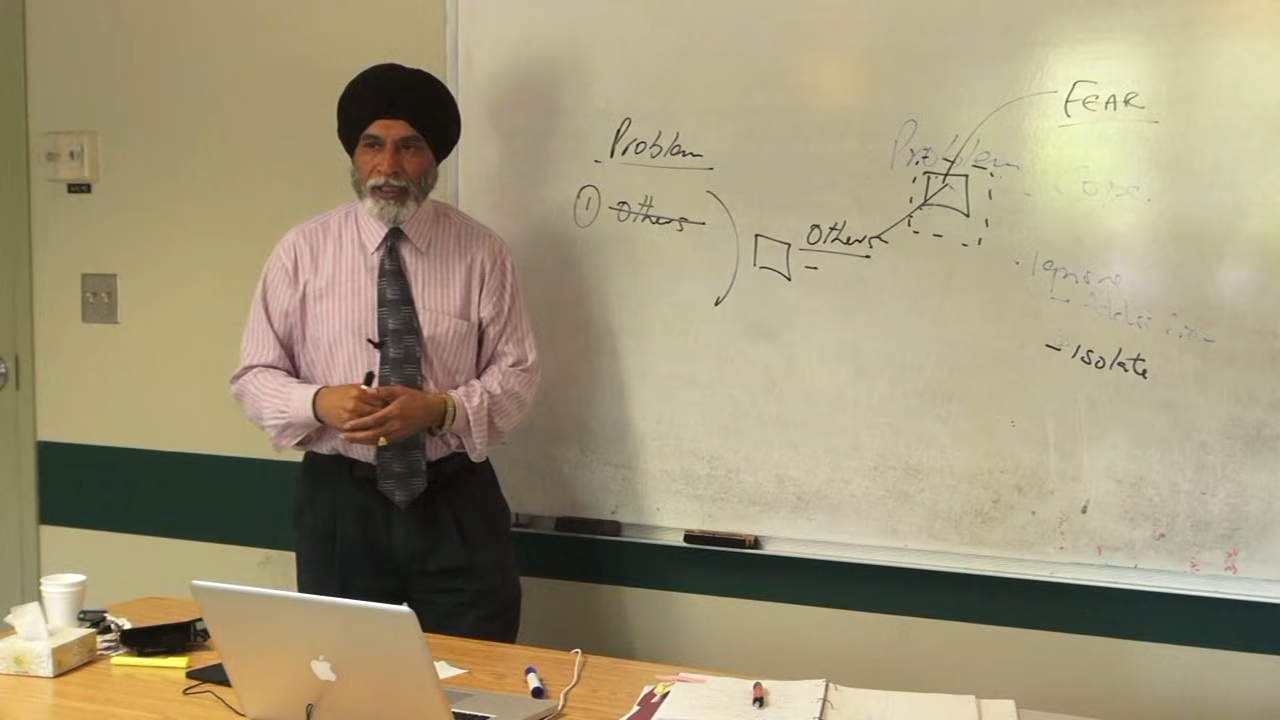 Problem
① Others
Others
Problem
FEAR
Ignore
- Isolate